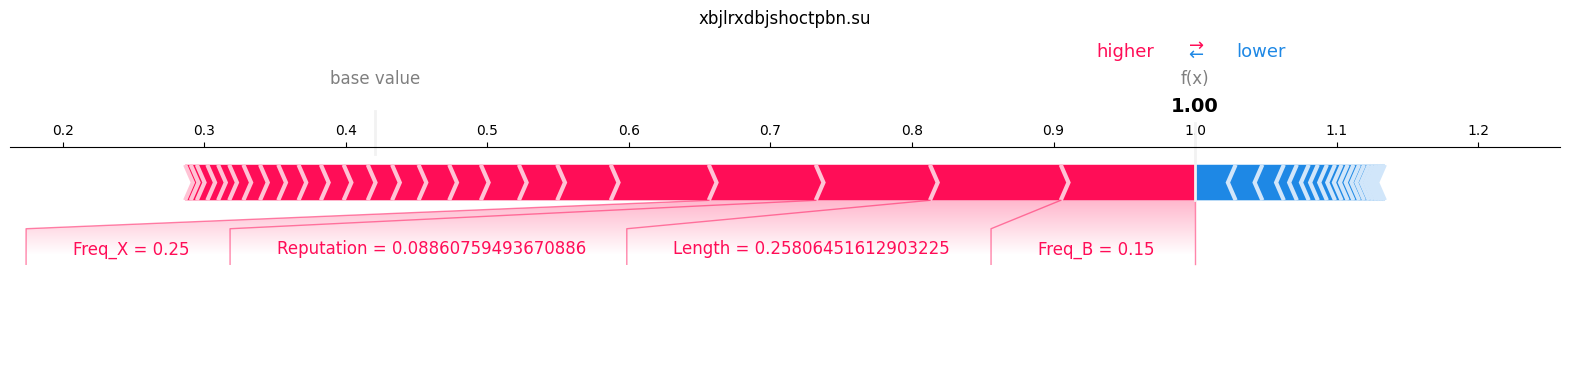 xbjlrxdbjshoctpbn.su
higher → ← lower
base value f(x)
1.00
0.2 0.3 0.4 0.5 0.6 0.7 0.8 0.9 1.0 1.1 1.2
Freq_X = 0.25 Reputation = 0.08860759493670886 Length = 0.25806451612903225 Freq_B = 0.15